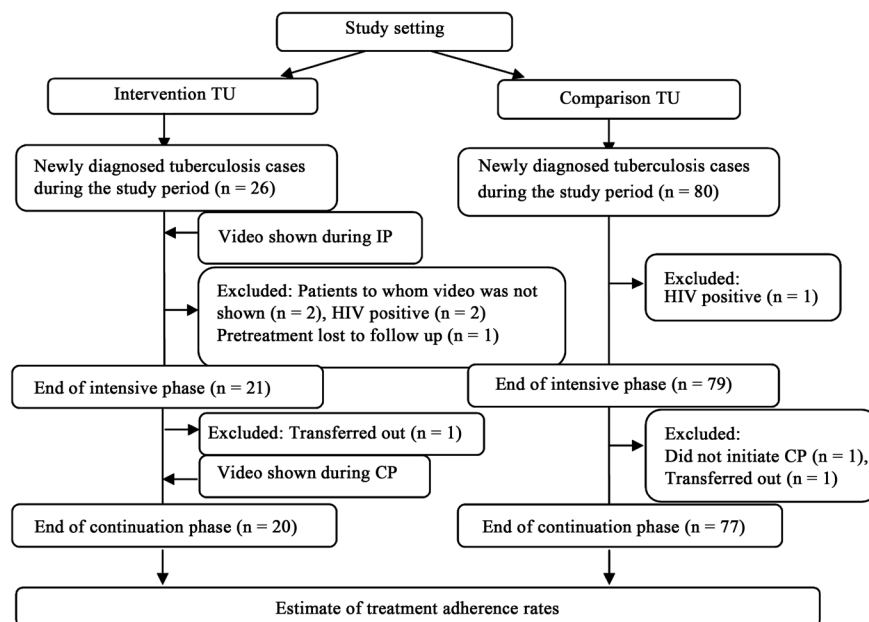 Study setting
Intervention TU
Comparison TU
Newly diagnosed tuberculosis cases
during the study period (n = 26)
Newly diagnosed tuberculosis cases
during the study period (n = 80)
Video shown during IP
Excluded:
HIV positive (n = 1)
Excluded: Patients to whom video was not
shown (n = 2), HIV positive (n = 2)
Pretreatment lost to follow up (n = 1)
End of intensive phase (n = 21)
End of intensive phase (n = 79)
Excluded: Transferred out (n = 1)
Excluded:
Did not initiate CP (n = 1),
Transferred out (n = 1)
Video shown during CP
End of continuation phase (n = 20)
End of continuation phase (n = 77)
Estimate of treatment adherence rates